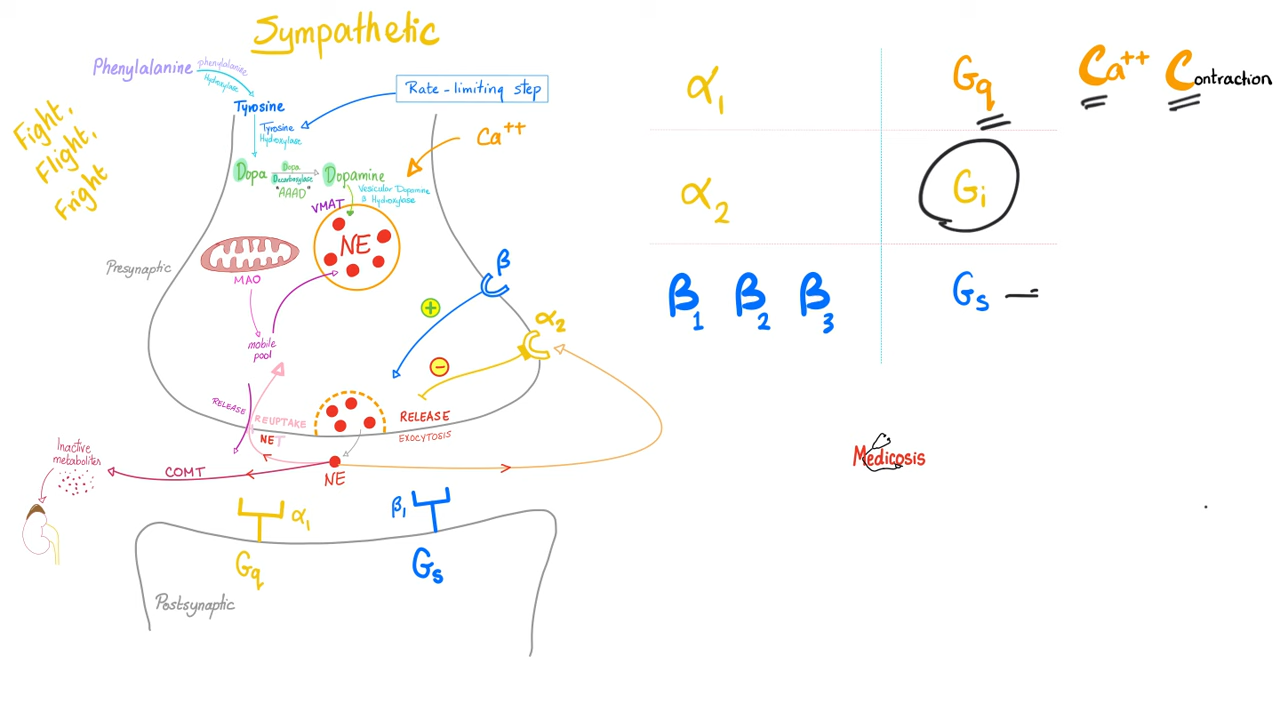 Sympathetic
Phenylalanine
phenylalanine
Hydroxylase
Tyrosine
Rate-limiting step
Fight,
Flight,
Fright
Tyrosine
Hydroxylase
Ca++
Dopa
Dopa
Decarboxylase
"AAAD"
Dopamine
Vesicular Dopamine
β Hydroxylase
VMAT
NE
Presynaptic
MAO
β
+
α2
mobile
pool
−
RELEASE
REUPTAKE
NET
RELEASE
EXOCYTOSIS
Inactive
metabolites
COMT
NE
α1
β1
Gq
Gs
Postsynaptic
α1
Gq
Ca++ Contraction
α2
Gi
β1 β2 β3
Gs
Medicosis